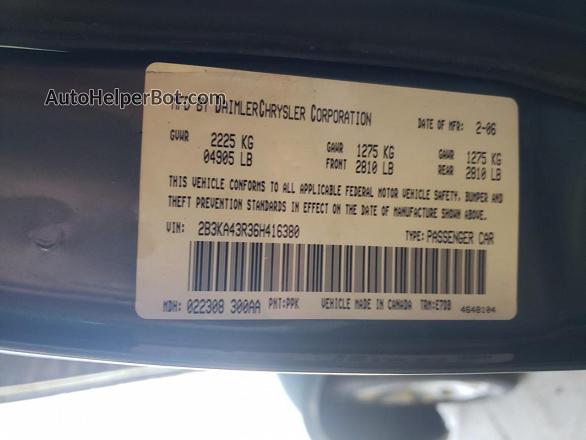 AutoHelperBot.com
MFD BY DAIMLERCHRYSLER CORPORATION
DATE OF MFR: 2-06
GVWR 2225 KG 04905 LB
GAWR FRONT 1275 KG 2810 LB
GAWR REAR 1275 KG 2810 LB
THIS VEHICLE CONFORMS TO ALL APPLICABLE FEDERAL MOTOR VEHICLE SAFETY, BUMPER AND
THEFT PREVENTION STANDARDS IN EFFECT ON THE DATE OF MANUFACTURE SHOWN ABOVE.
VIN: 2B3KA43R36H416380 TYPE: PASSENGER CAR
MDH: 022308 300AA PNT: PPK VEHICLE MADE IN CANADA TRM: E7DB
4648104